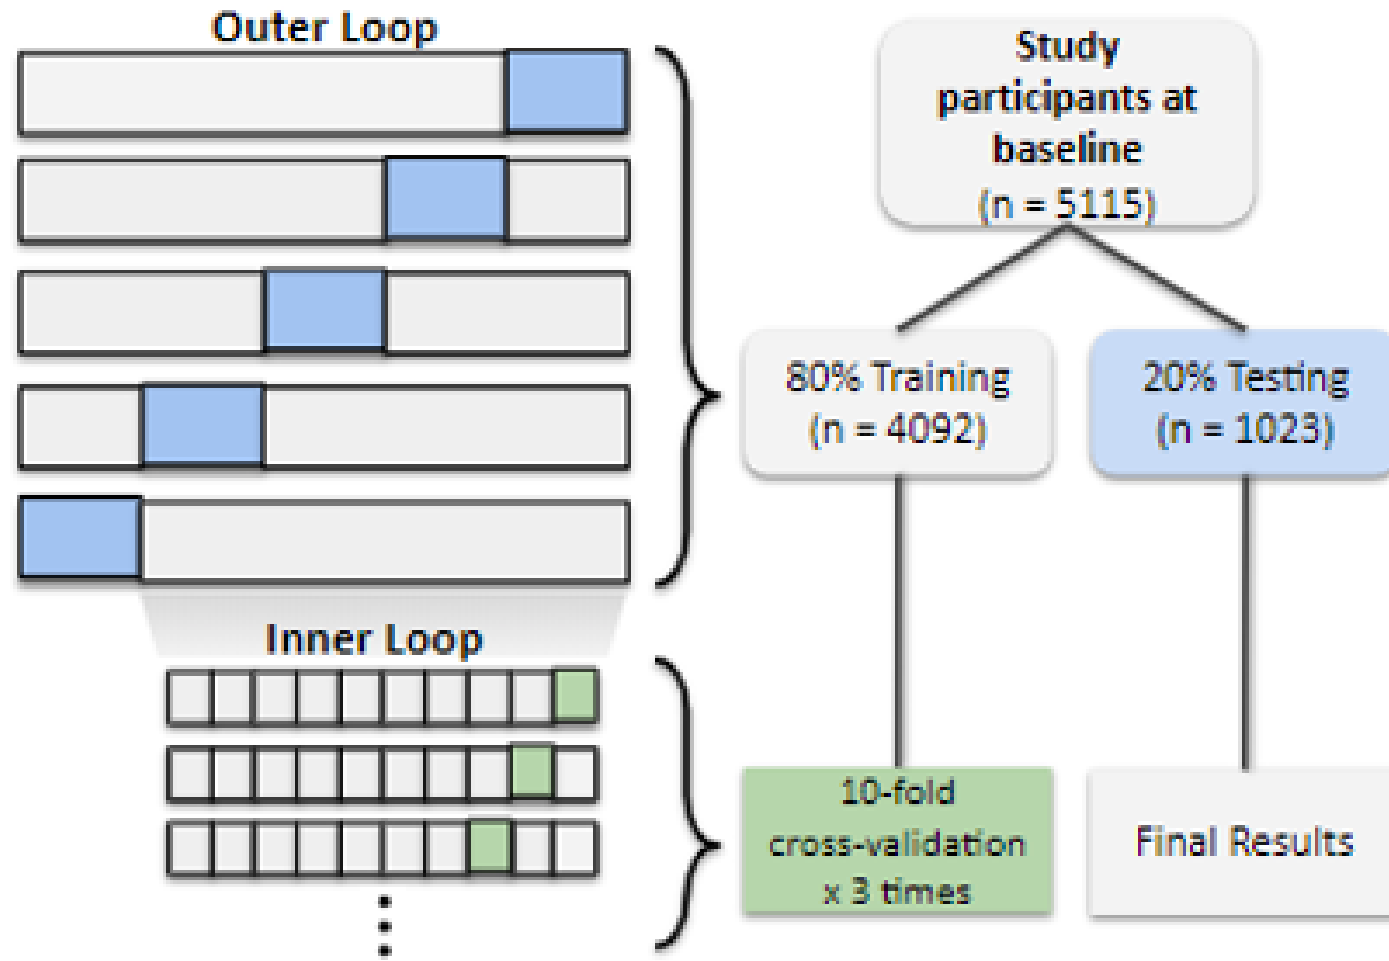 Outer Loop
Study
participants at
baseline
(n = 5115)
80% Training
(n = 4092)
20% Testing
(n = 1023)
Inner Loop
10-fold
cross-validation
x 3 times
Final Results